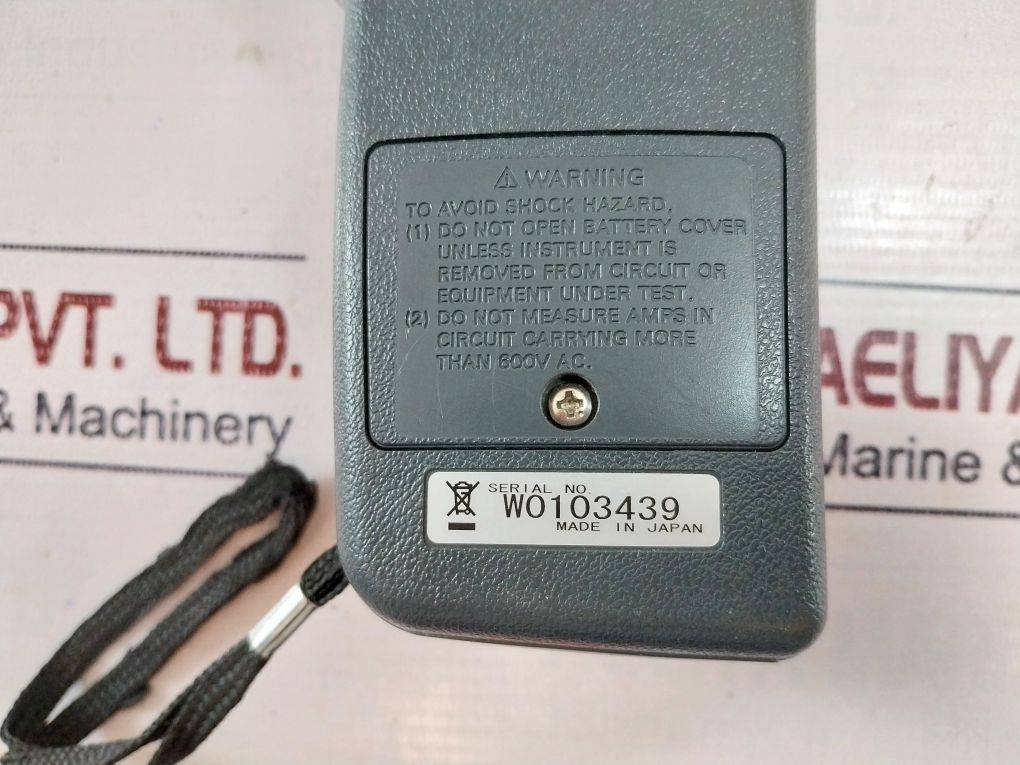 ⚠ WARNING
TO AVOID SHOCK HAZARD,
(1) DO NOT OPEN BATTERY COVER
UNLESS INSTRUMENT IS
REMOVED FROM CIRCUIT OR
EQUIPMENT UNDER TEST.
(2) DO NOT MEASURE AMPS IN
CIRCUIT CARRYING MORE
THAN 600V AC.
SERIAL NO.
W0103439
MADE IN JAPAN
PVT. LTD.
& Machinery
AELIYA
Marine &